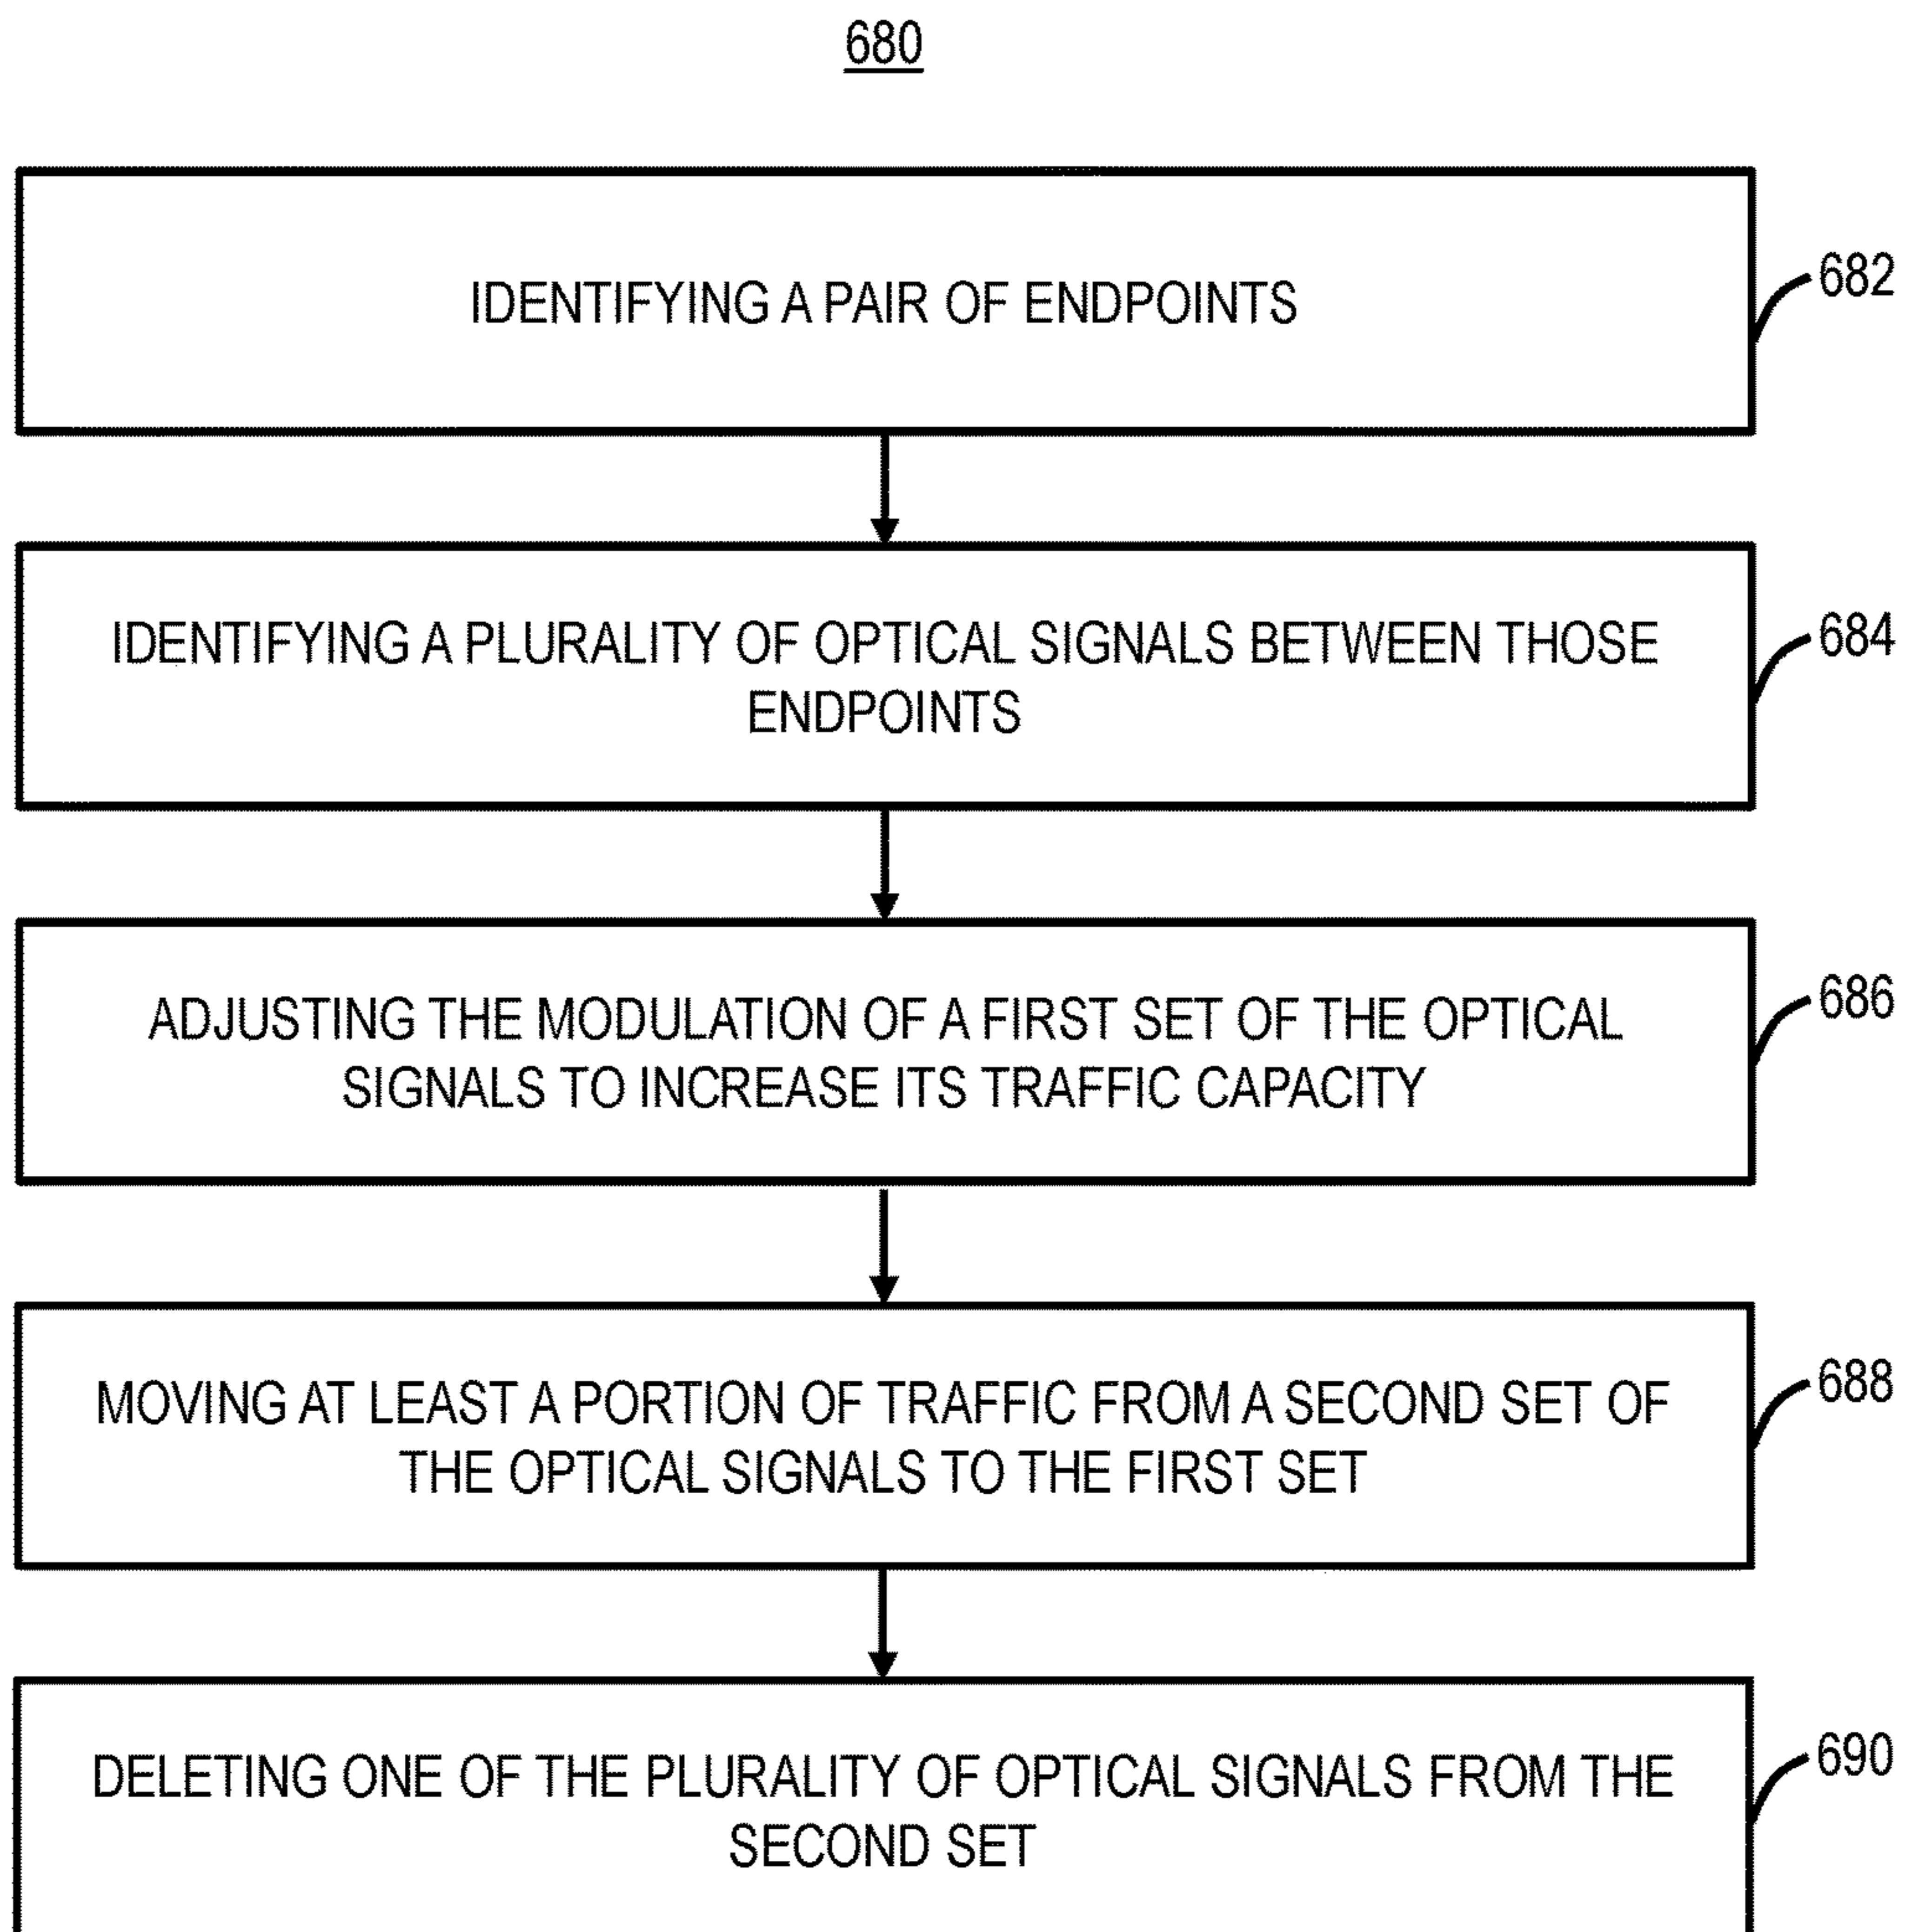 680
IDENTIFYING A PAIR OF ENDPOINTS
682
IDENTIFYING A PLURALITY OF OPTICAL SIGNALS BETWEEN THOSE
ENDPOINTS
684
ADJUSTING THE MODULATION OF A FIRST SET OF THE OPTICAL
SIGNALS TO INCREASE ITS TRAFFIC CAPACITY
686
MOVING AT LEAST A PORTION OF TRAFFIC FROM A SECOND SET OF
THE OPTICAL SIGNALS TO THE FIRST SET
688
DELETING ONE OF THE PLURALITY OF OPTICAL SIGNALS FROM THE
SECOND SET
690